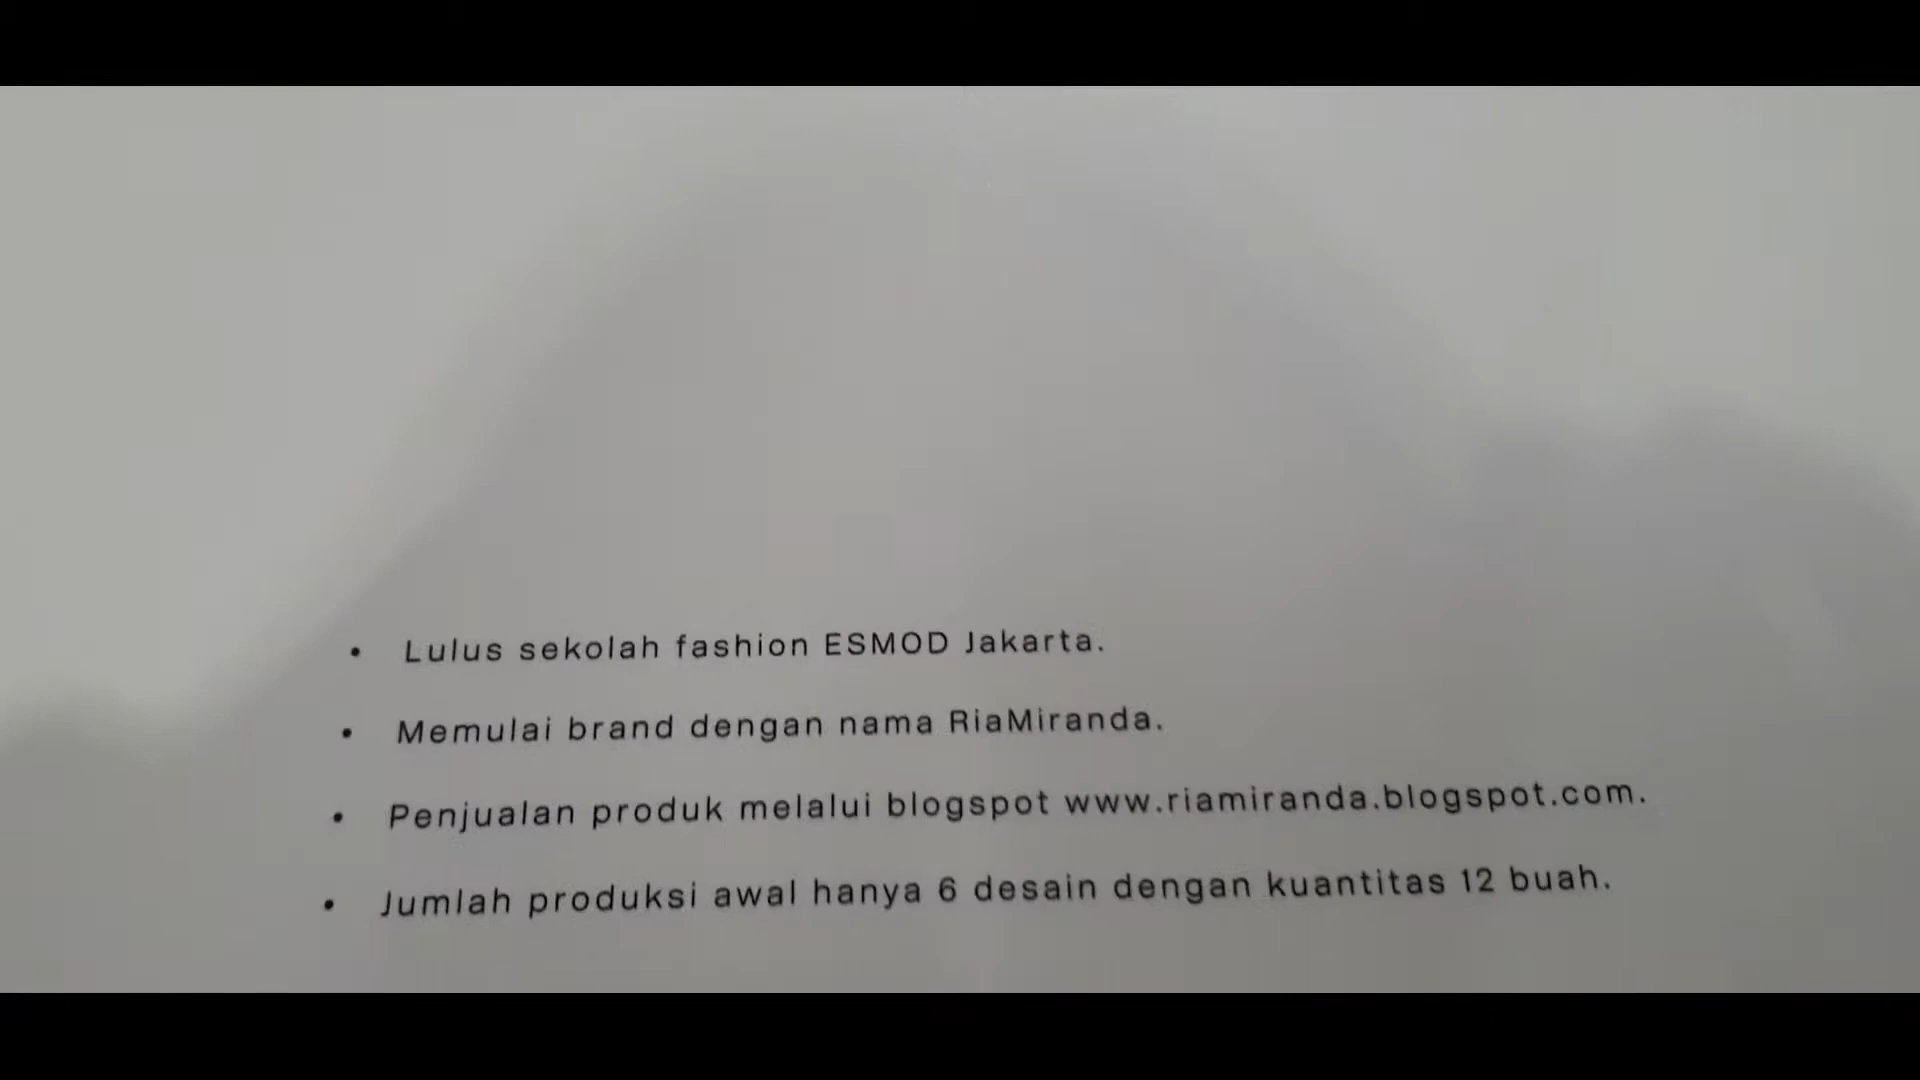 • Lulus sekolah fashion ESMOD Jakarta.
• Memulai brand dengan nama RiaMiranda.
• Penjualan produk melalui blogspot www.riamiranda.blogspot.com.
• Jumlah produksi awal hanya 6 desain dengan kuantitas 12 buah.